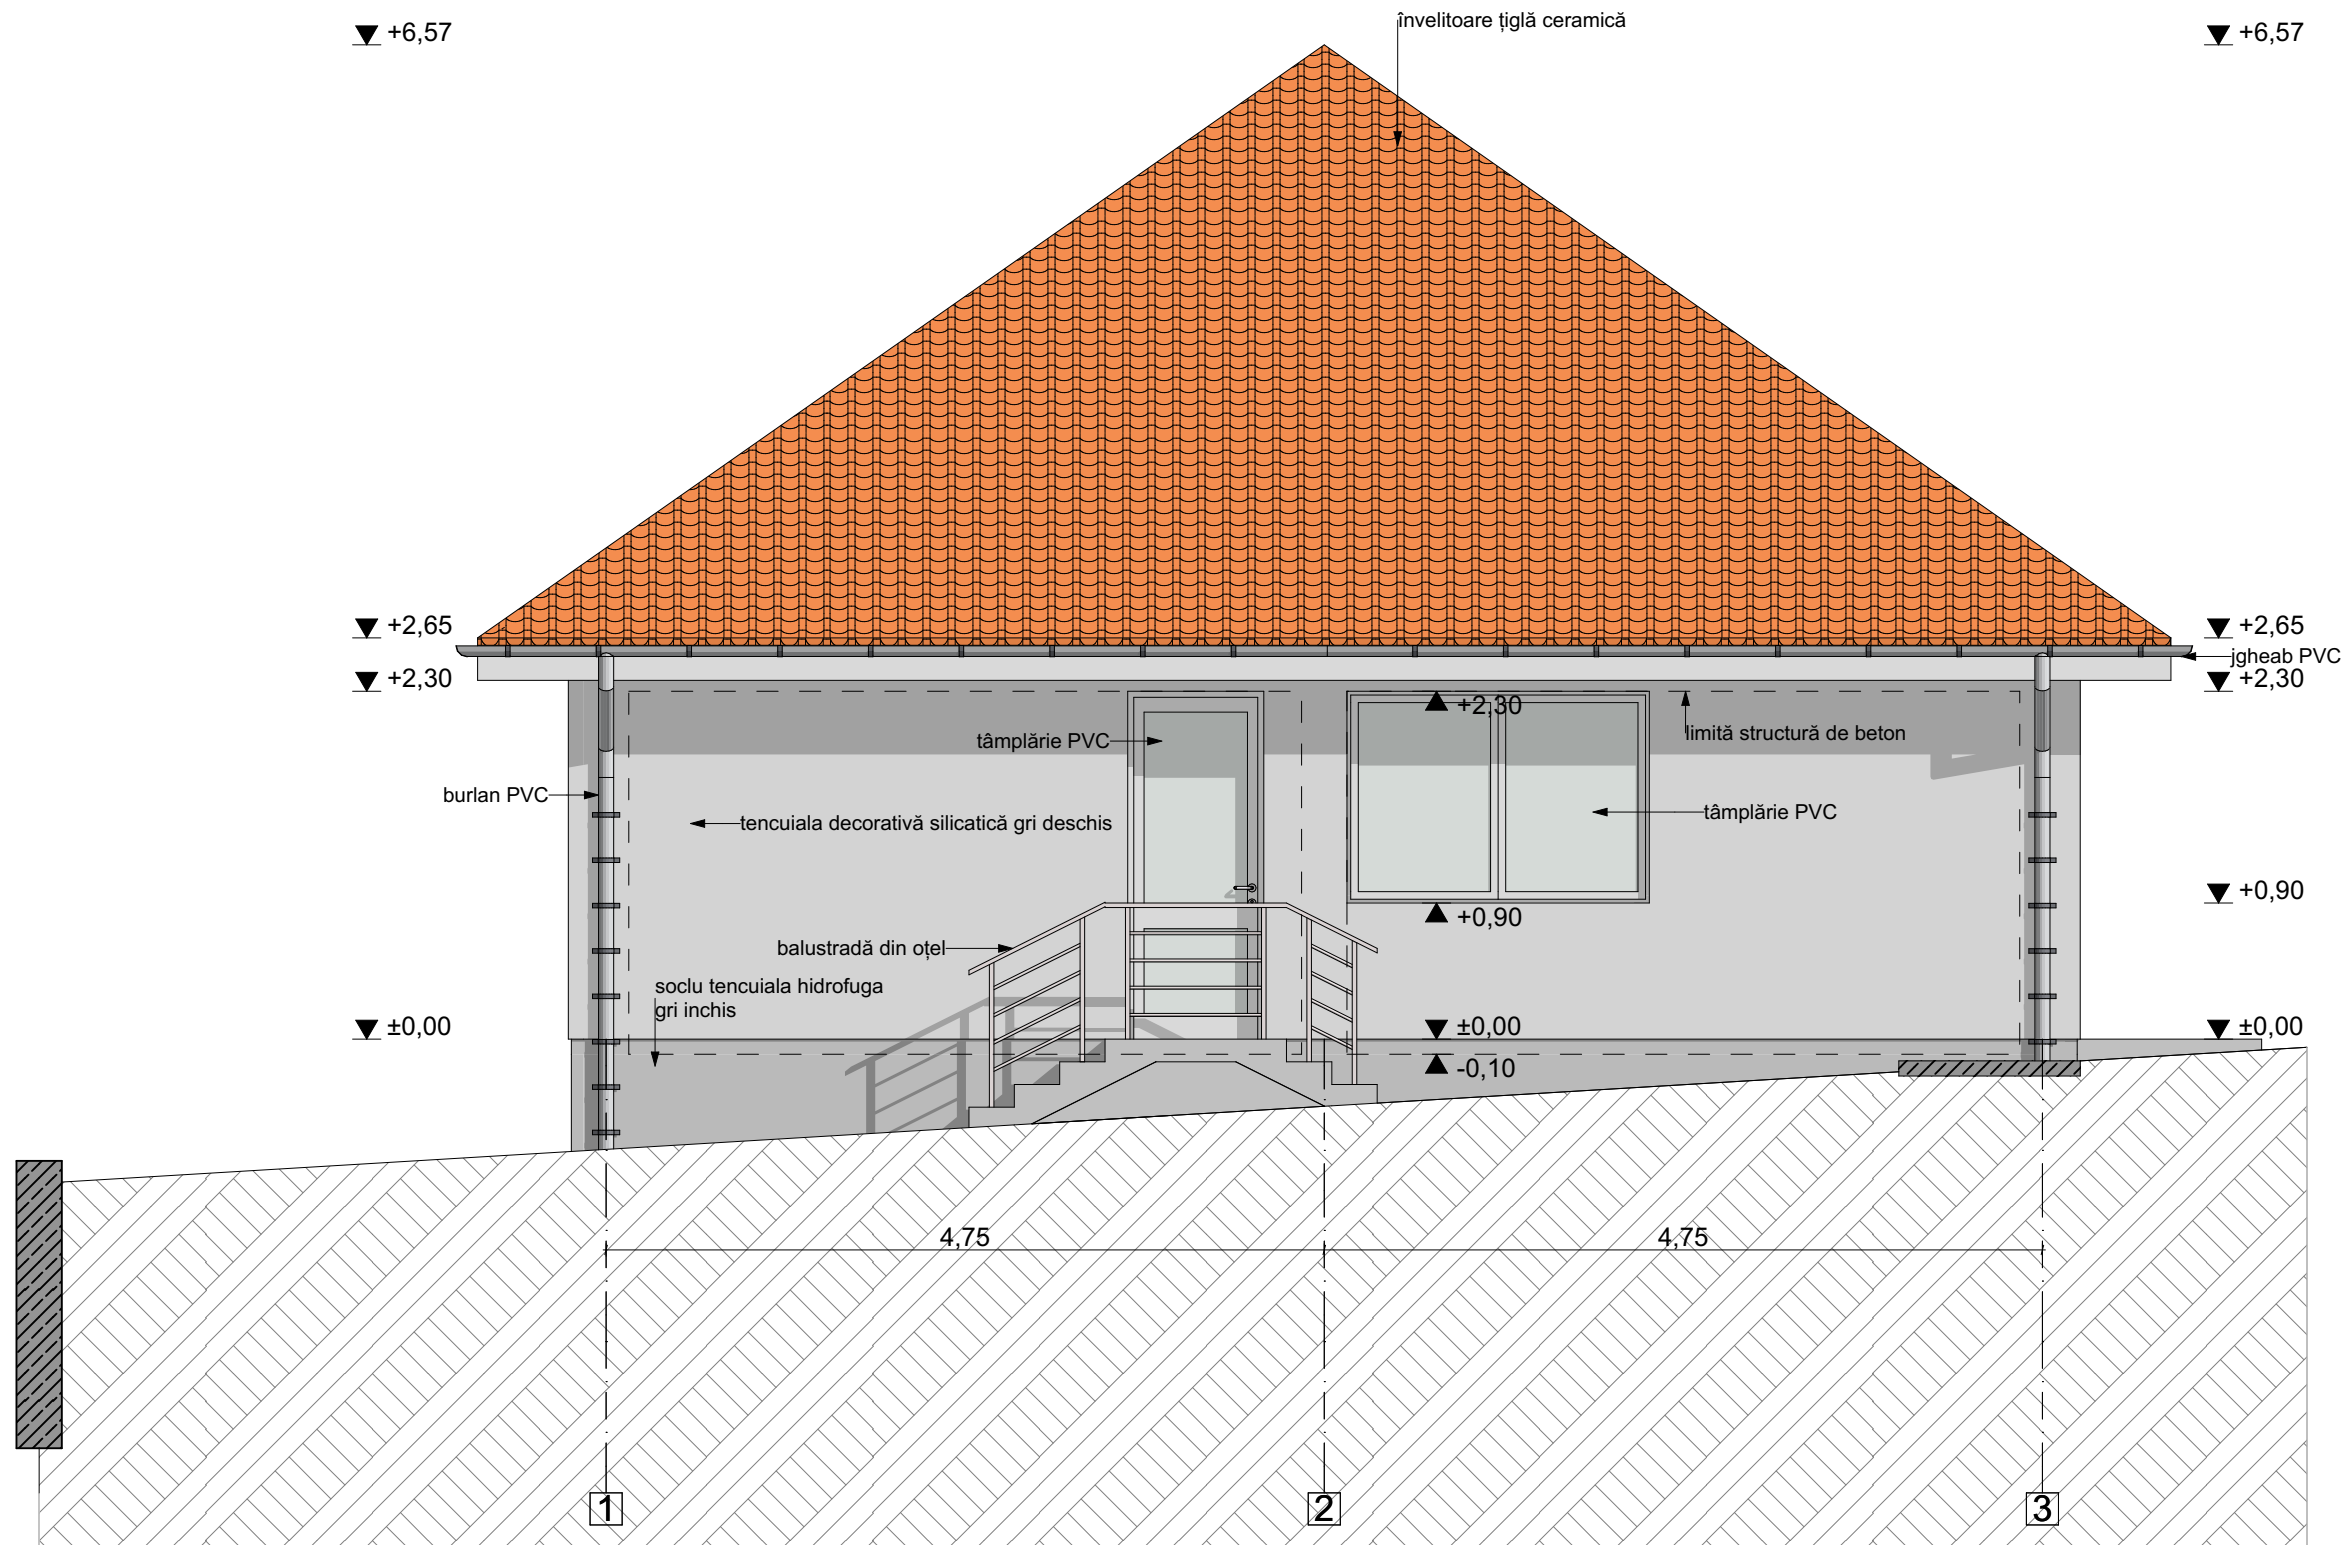 învelitoare țiglă ceramică
+6,57
+6,57
+2,65
+2,65
jgheab PVC
+2,30
+2,30
+2,30
limită structură de beton
tâmplărie PVC
burlan PVC
tâmplărie PVC
tencuiala decorativă silicatică gri deschis
+0,90
+0,90
balustradă din oțel
soclu tencuiala hidrofuga
gri inchis
±0,00
±0,00
±0,00
-0,10
4,75
4,75
1
2
3